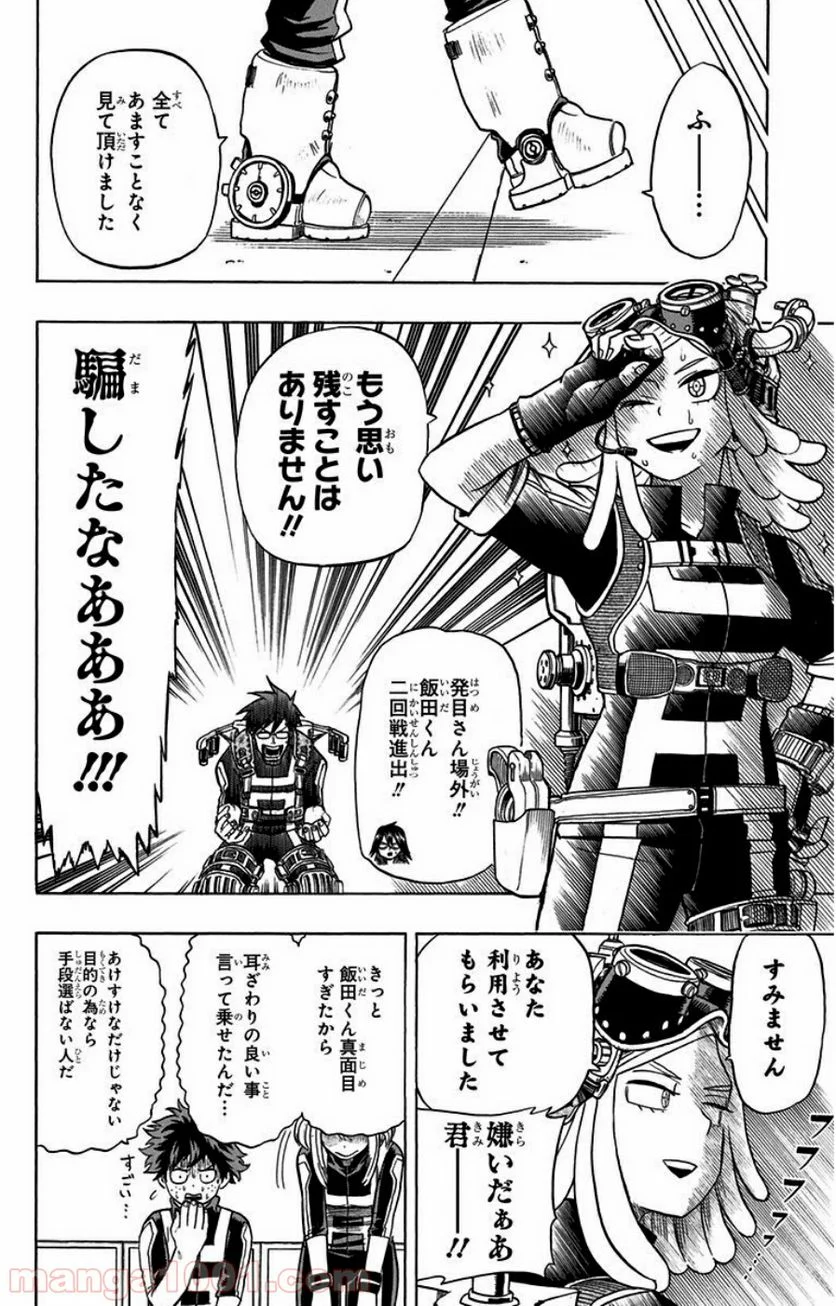 ふー…
全て
あますことなく
見て頂けました
もう思い
残すことは
ありません!!
発目さん場外!!
飯田くん
二回戦進出!!
騙したなあああ!!!
すみません
あなた
利用させて
もらいました
フフフフ…
嫌いだぁあ
君――!!
きっと
飯田くん真面目
すぎたから
耳ざわりの良い事
言って乗せたんだ…
あけすけなだけじゃない
目的の為なら
手段選ばない人だ
すごい…
manga1001.com